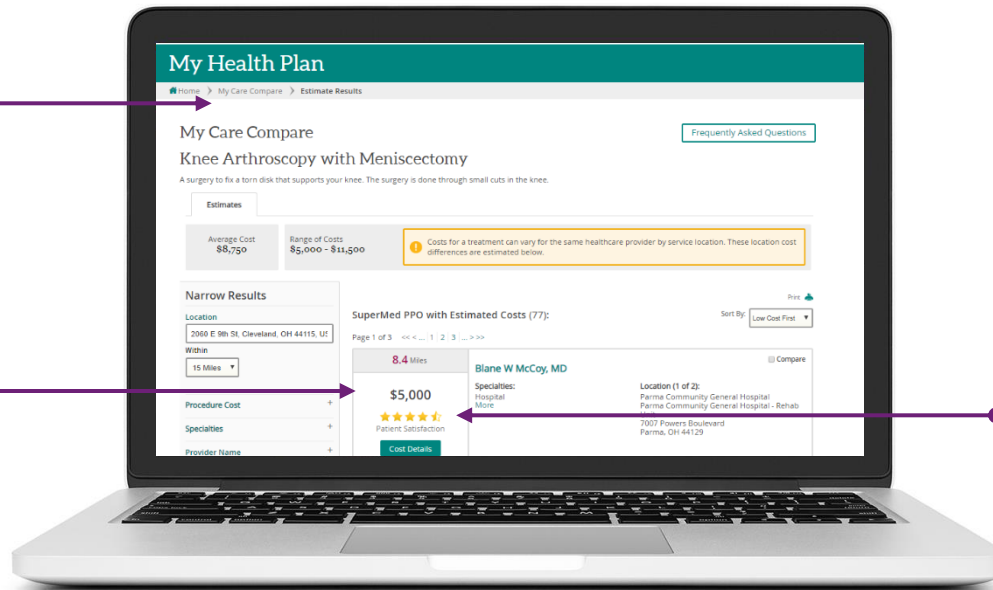 My Health Plan
Home > My Care Compare > Estimate Results
My Care Compare
Frequently Asked Questions
Knee Arthroscopy with Meniscectomy
A surgery to fix a torn disk that supports your knee. The surgery is done through small cuts in the knee.
Estimates
Average Cost
$8,750
Range of Costs
$5,000 - $11,500
Costs for a treatment can vary for the same healthcare provider by service location. These location cost
differences are estimated below.
Narrow Results
Location
2060 E 9th St, Cleveland, OH 44115, US
Within
15 Miles
Procedure Cost +
Specialties +
Provider Name +
Print
SuperMed PPO with Estimated Costs (77):
Sort By: Low Cost First
Page 1 of 3 << < ... 1 | 2 | 3 | ... > >>
8.4 Miles
$5,000
Patient Satisfaction
Cost Details
Compare
Blane W McCoy, MD
Specialties:
Hospital
More
Location (1 of 2):
Parma Community General Hospital
Parma Community General Hospital - Rehab
7007 Powers Boulevard
Parma, OH 44129